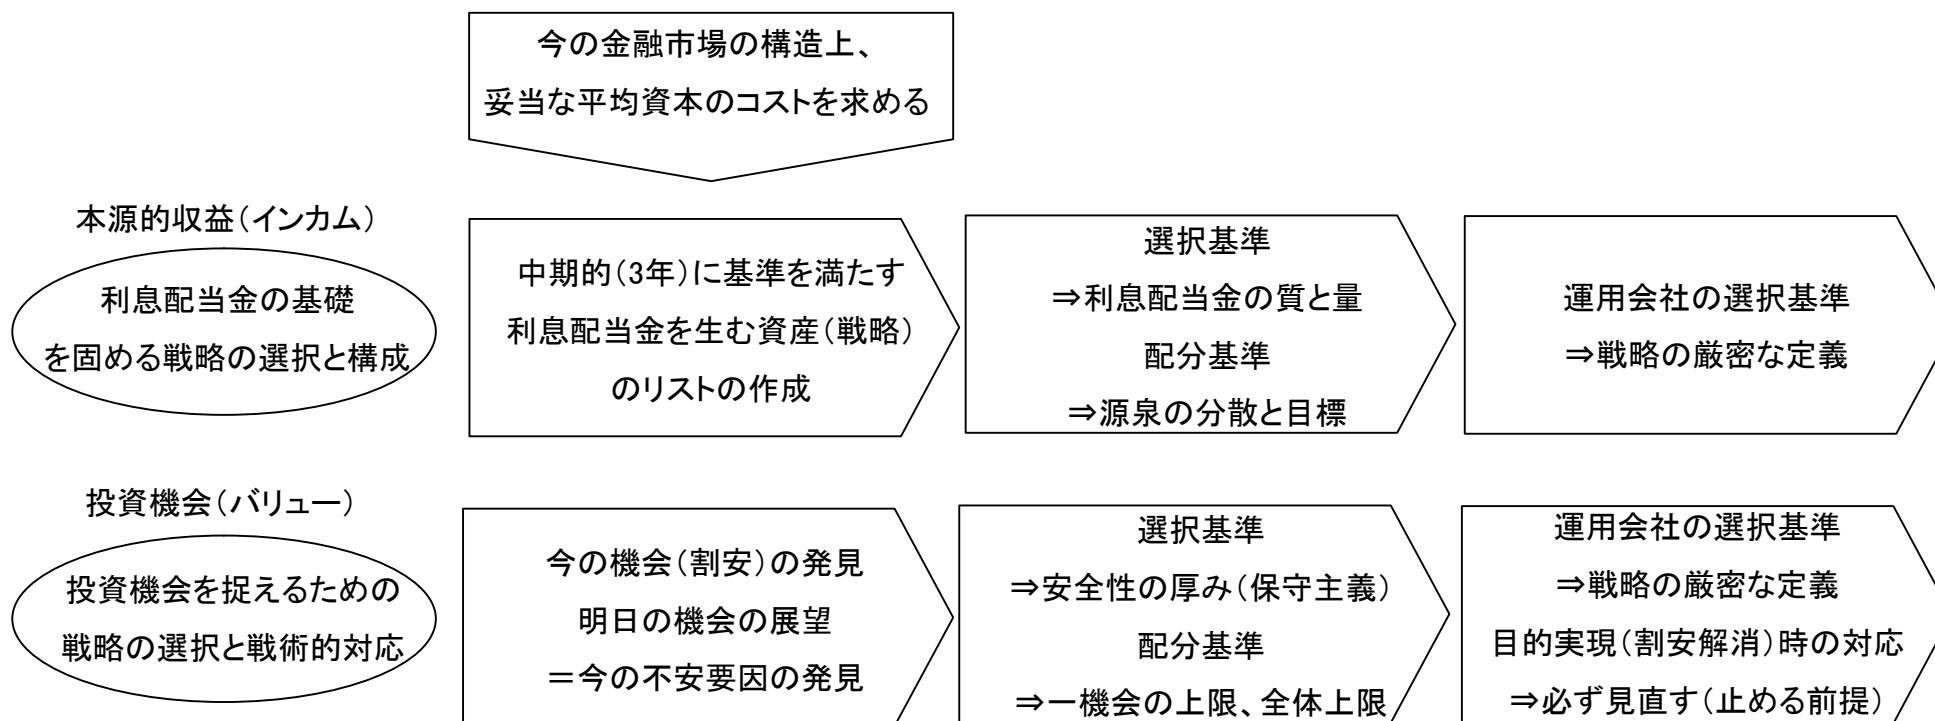 今の金融市場の構造上、
妥当な平均資本のコストを求める
本源的収益（インカム）
利息配当金の基礎
を固める戦略の選択と構成
中期的（3年）に基準を満たす
利息配当金を生む資産（戦略）
のリストの作成
選択基準
⇒利息配当金の質と量
配分基準
⇒源泉の分散と目標
運用会社の選択基準
⇒戦略の厳密な定義
投資機会（バリュー）
投資機会を捉えるための
戦略の選択と戦術的対応
今の機会（割安）の発見
明日の機会の展望
＝今の不安要因の発見
選択基準
⇒安全性の厚み（保守主義）
配分基準
⇒一機会の上限、全体上限
運用会社の選択基準
⇒戦略の厳密な定義
目的実現（割安解消）時の対応
⇒必ず見直す（止める前提）